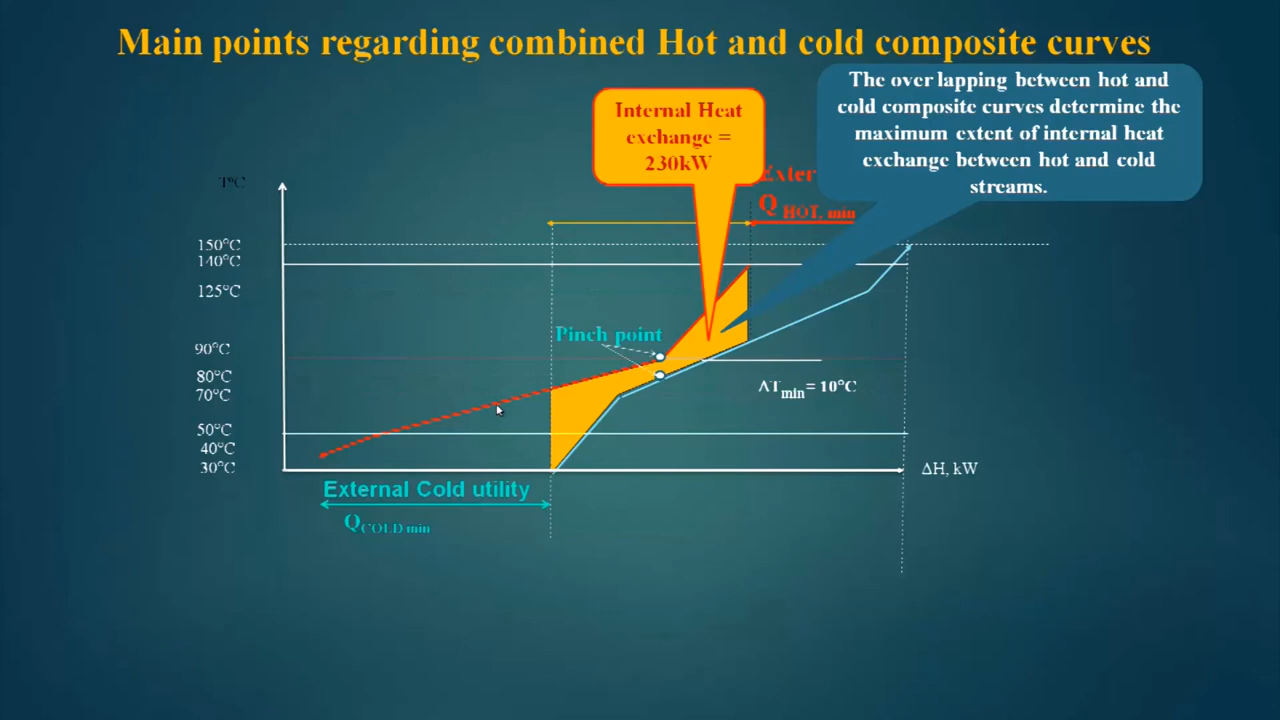 Main points regarding combined Hot and cold composite curves
The over lapping between hot and
cold composite curves determine the
maximum extent of internal heat
exchange between hot and cold
streams.
Internal Heat
exchange =
230kW
Q HOT, min
T°C
150°C
140°C
125°C
Pinch point
90°C
80°C
70°C
ΔTmin= 10°C
50°C
40°C
30°C
ΔH, kW
External Cold utility
QCOLD min